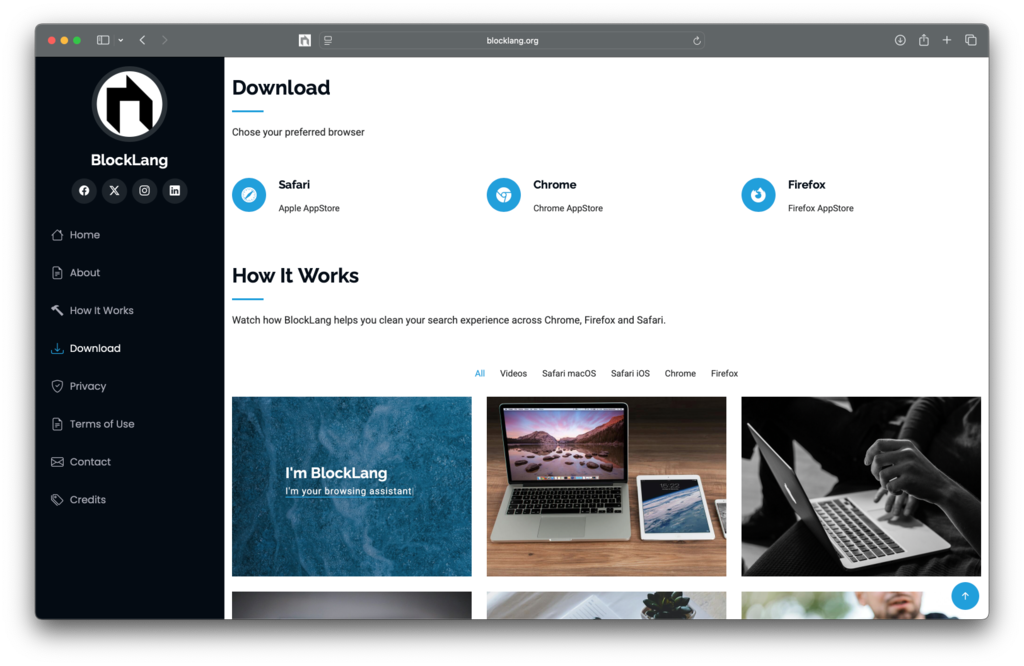 blocklang.org
BlockLang
Home
About
How It Works
Download
Privacy
Terms of Use
Contact
Credits
Download
Chose your preferred browser
Safari
Apple AppStore
Chrome
Chrome AppStore
Firefox
Firefox AppStore
How It Works
Watch how BlockLang helps you clean your search experience across Chrome, Firefox and Safari.
All Videos Safari macOS Safari iOS Chrome Firefox
I'm BlockLang
I'm your browsing assistant